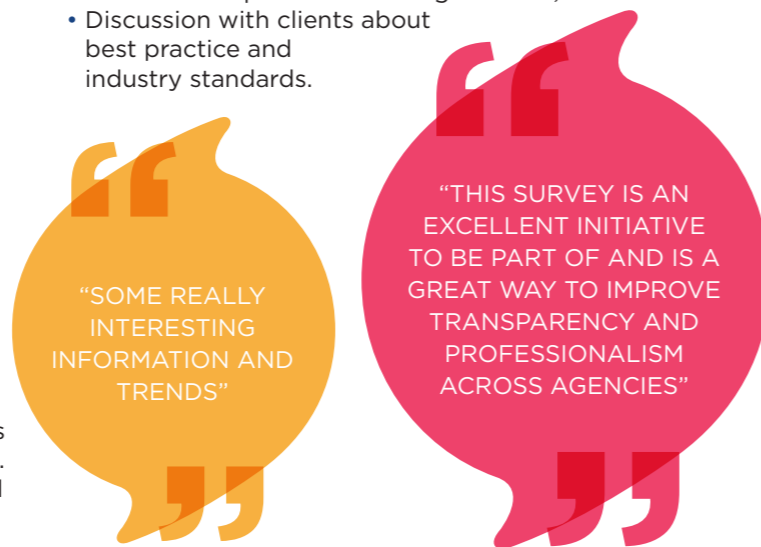 • Discussion with clients about
best practice and
industry standards.
“SOME REALLY
INTERESTING
INFORMATION AND
TRENDS”
“THIS SURVEY IS AN
EXCELLENT INITIATIVE
TO BE PART OF AND IS A
GREAT WAY TO IMPROVE
TRANSPARENCY AND
PROFESSIONALISM
ACROSS AGENCIES”